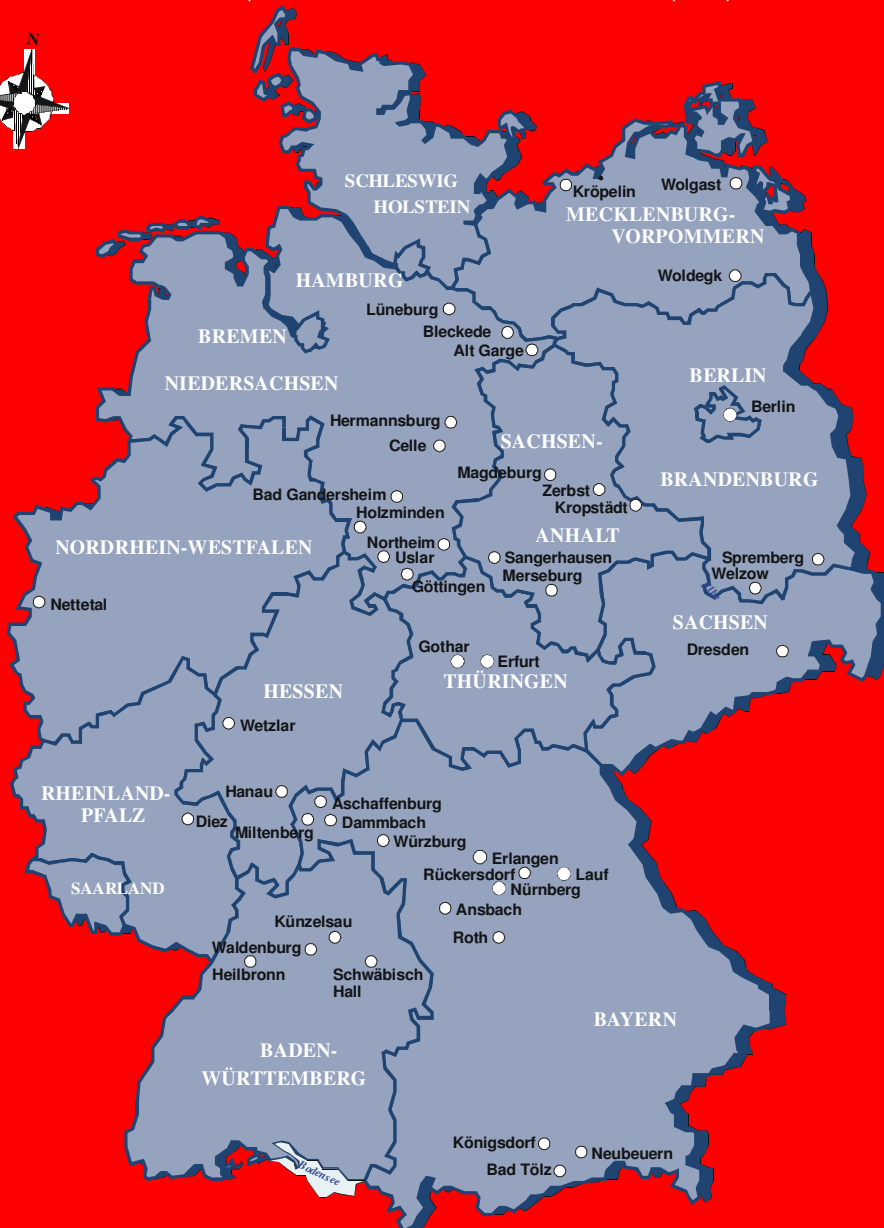 N
SCHLESWIG
HOLSTEIN
Kröpelin
Wolgast
MECKLENBURG-
VORPOMMERN
Woldegk
HAMBURG
Lüneburg
Bleckede
Alt Garge
BREMEN
NIEDERSACHSEN
BERLIN
Berlin
Hermannsburg
Celle
SACHSEN-
Magdeburg
Zerbst
Kropstädt
BRANDENBURG
Bad Gandersheim
Holzminden
ANHALT
NORDRHEIN-WESTFALEN
Northeim
Uslar
Göttingen
Sangerhausen
Merseburg
Spremberg
Welzow
Nettetal
SACHSEN
Dresden
Gothar
Erfurt
THÜRINGEN
HESSEN
Wetzlar
RHEINLAND-
PFALZ
Hanau
Aschaffenburg
Diez
Miltenberg
Dammbach
Würzburg
Erlangen
Rückersdorf
Lauf
Nürnberg
SAARLAND
Ansbach
Roth
Künzelsau
Waldenburg
Heilbronn
Schwäbisch
Hall
BAYERN
BADEN-
WÜRTTEMBERG
Königsdorf
Neubeuern
Bad Tölz
Bodensee